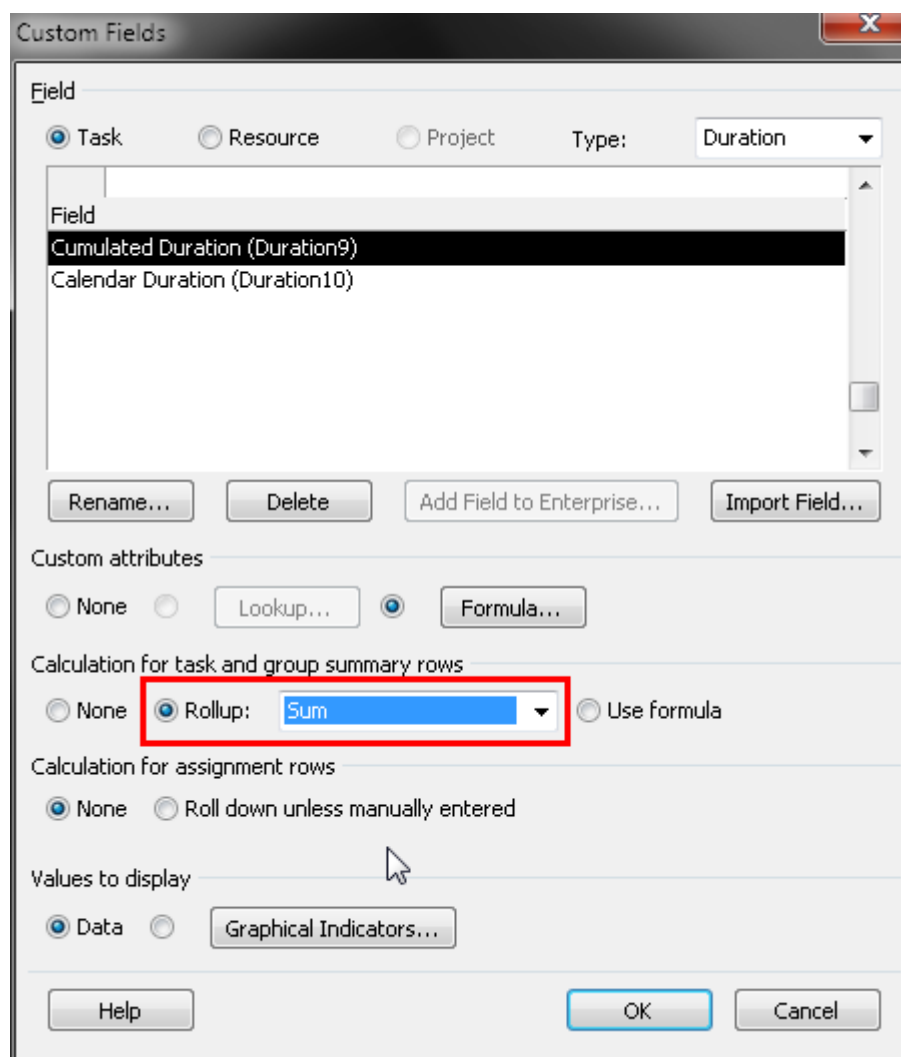 Custom Fields
Field
Task Resource Project Type: Duration
Field
Cumulated Duration (Duration9)
Calendar Duration (Duration10)
Rename... Delete Add Field to Enterprise... Import Field...
Custom attributes
None Lookup... Formula...
Calculation for task and group summary rows
None Rollup: Sum Use formula
Calculation for assignment rows
None Roll down unless manually entered
Values to display
Data Graphical Indicators...
Help OK Cancel